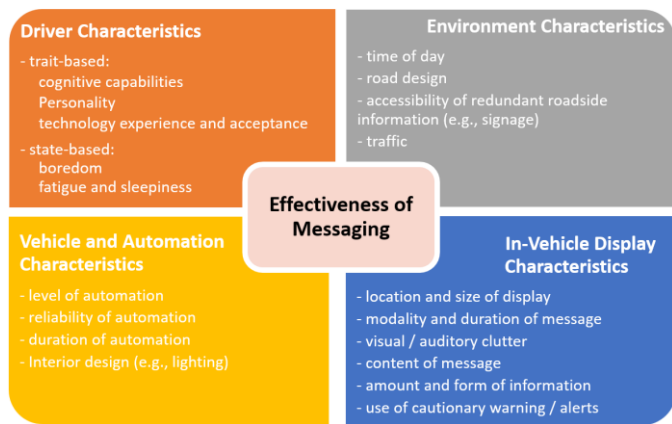 Driver Characteristics
- trait-based:
cognitive capabilities
Personality
technology experience and acceptance
- state-based:
boredom
fatigue and sleepiness
Environment Characteristics
- time of day
- road design
- accessibility of redundant roadside
information (e.g., signage)
- traffic
Effectiveness of
Messaging
Vehicle and Automation
Characteristics
- level of automation
- reliability of automation
- duration of automation
- Interior design (e.g., lighting)
In-Vehicle Display
Characteristics
- location and size of display
- modality and duration of message
- visual / auditory clutter
- content of message
- amount and form of information
- use of cautionary warning / alerts